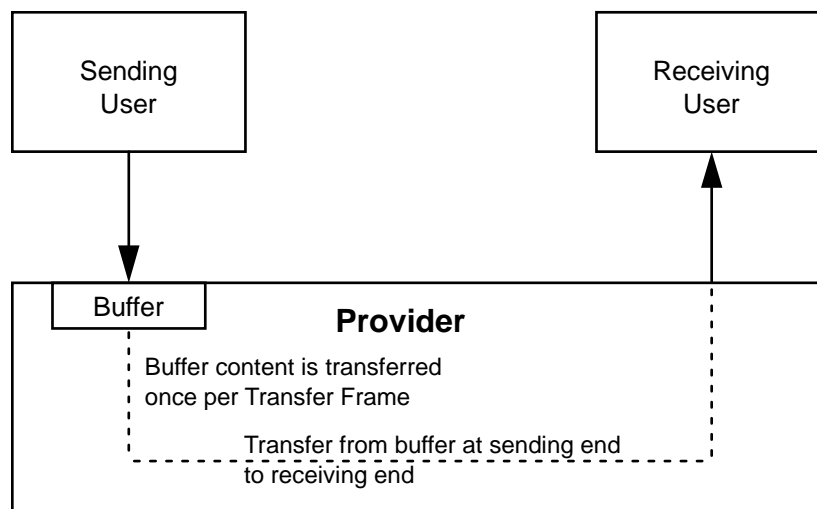 Sending
User
Receiving
User
Buffer
Provider
Buffer content is transferred
once per Transfer Frame
Transfer from buffer at sending end
to receiving end